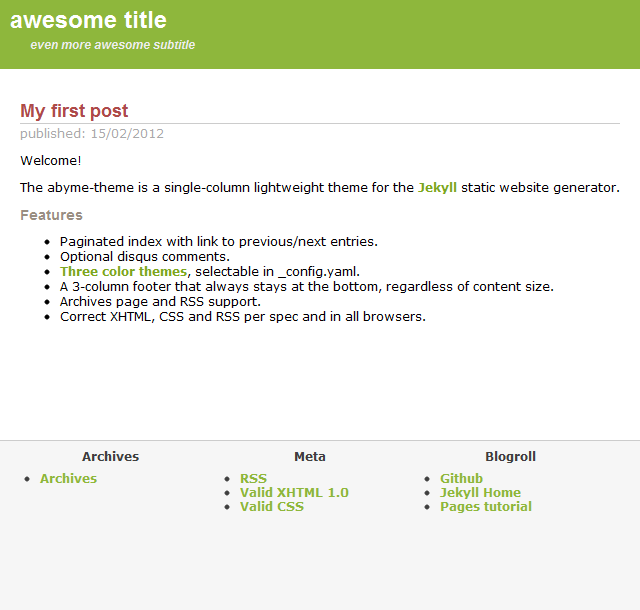 awesome title
even more awesome subtitle
My first post
published: 15/02/2012
Welcome!
The abyme-theme is a single-column lightweight theme for the Jekyll static website generator.
Features
Paginated index with link to previous/next entries.
Optional disqus comments.
Three color themes, selectable in _config.yaml.
A 3-column footer that always stays at the bottom, regardless of content size.
Archives page and RSS support.
Correct XHTML, CSS and RSS per spec and in all browsers.
Archives
Archives
Meta
RSS
Valid XHTML 1.0
Valid CSS
Blogroll
Github
Jekyll Home
Pages tutorial